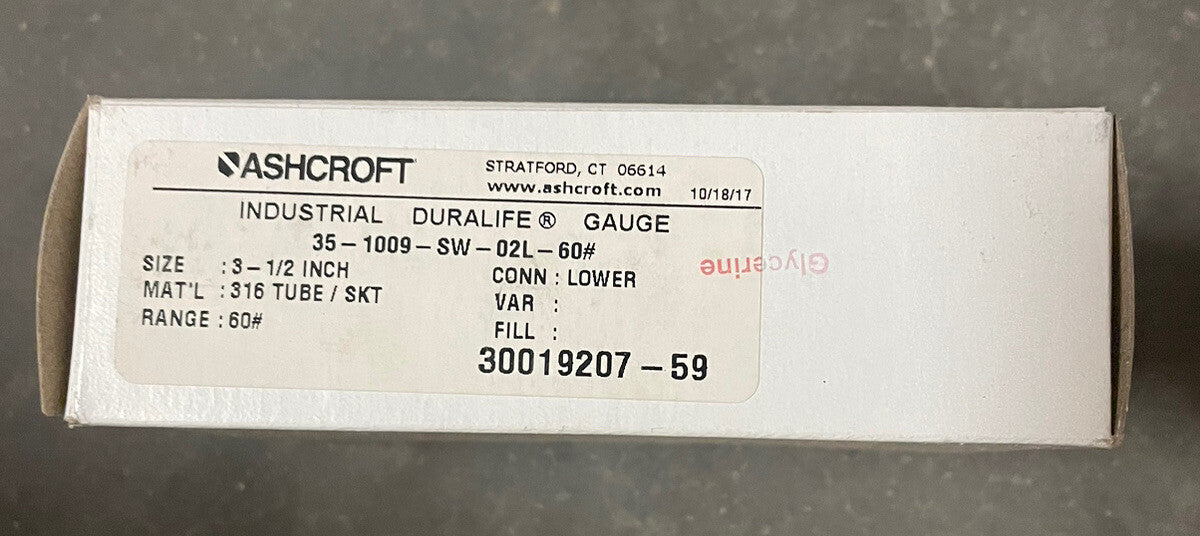 ASHCROFT
STRATFORD, CT 06614
www.ashcroft.com
10/18/17
INDUSTRIAL DURALIFE® GAUGE
35-1009-SW-02L-60#
SIZE : 3-1/2 INCH
MAT'L : 316 TUBE / SKT
RANGE : 60#
CONN : LOWER
VAR :
FILL :
30019207-59
Glycerine